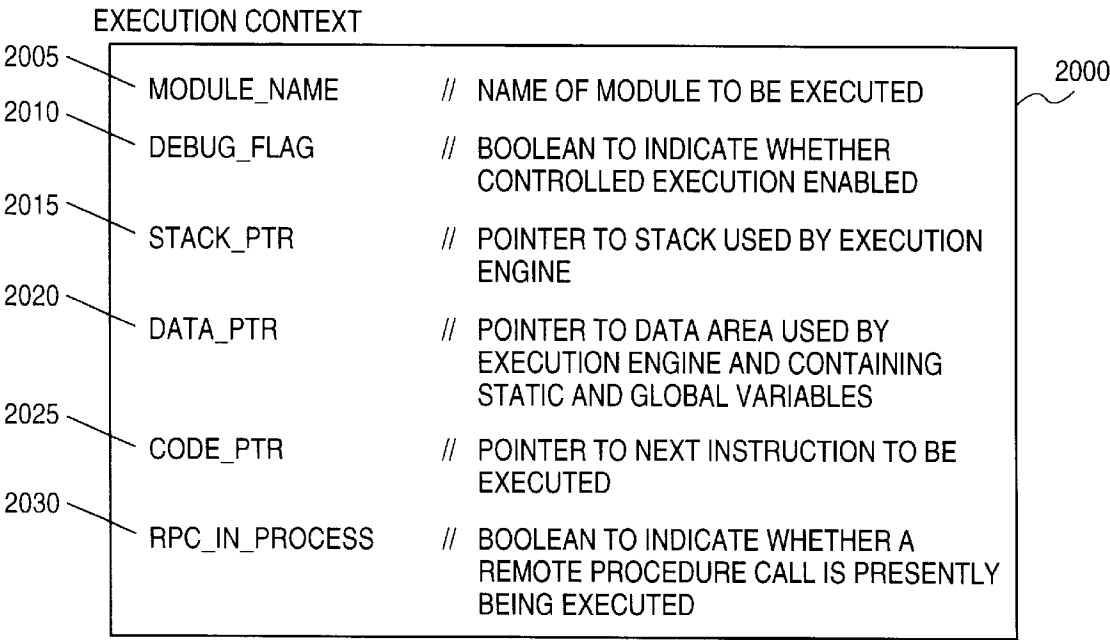 EXECUTION CONTEXT
2000
2005
MODULE_NAME // NAME OF MODULE TO BE EXECUTED
2010
DEBUG_FLAG // BOOLEAN TO INDICATE WHETHER
CONTROLLED EXECUTION ENABLED
2015
STACK_PTR // POINTER TO STACK USED BY EXECUTION
ENGINE
2020
DATA_PTR // POINTER TO DATA AREA USED BY
EXECUTION ENGINE AND CONTAINING
STATIC AND GLOBAL VARIABLES
2025
CODE_PTR // POINTER TO NEXT INSTRUCTION TO BE
EXECUTED
2030
RPC_IN_PROCESS // BOOLEAN TO INDICATE WHETHER A
REMOTE PROCEDURE CALL IS PRESENTLY
BEING EXECUTED